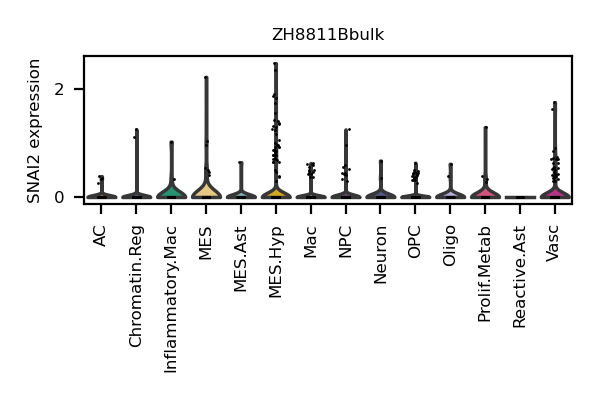 ZH8811Bbulk
SNAI2 expression
2
0
AC
Chromatin.Reg
Inflammatory.Mac
MES
MES.Ast
MES.Hyp
Mac
NPC
Neuron
OPC
Oligo
Prolif.Metab
Reactive.Ast
Vasc